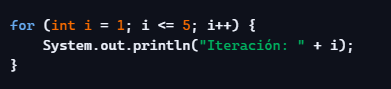 for (int i = 1; i <= 5; i++) {
    System.out.println("Iteración: " + i);
}